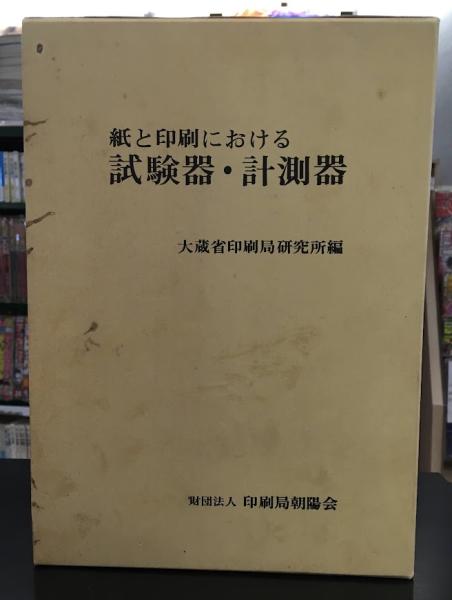 紙と印刷における
試験器・計測器
大蔵省印刷局研究所編
財団法人 印刷局朝陽会